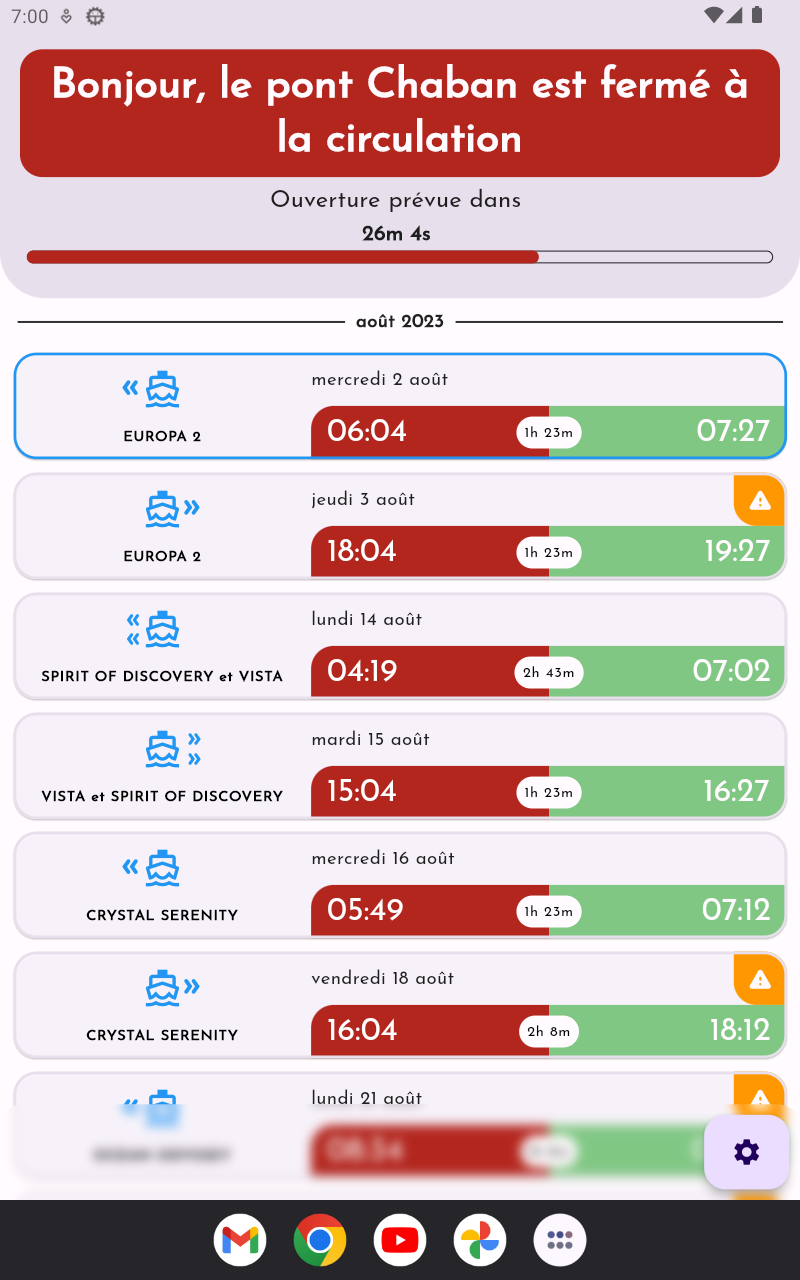 7:00
Bonjour, le pont Chaban est fermé à
la circulation
Ouverture prévue dans
26m 4s
août 2023
mercredi 2 août
EUROPA 2
06:04
1h 23m
07:27
jeudi 3 août
EUROPA 2
18:04
1h 23m
19:27
lundi 14 août
SPIRIT OF DISCOVERY et VISTA
04:19
2h 43m
07:02
mardi 15 août
VISTA et SPIRIT OF DISCOVERY
15:04
1h 23m
16:27
mercredi 16 août
CRYSTAL SERENITY
05:49
1h 23m
07:12
vendredi 18 août
CRYSTAL SERENITY
16:04
2h 8m
18:12
lundi 21 août